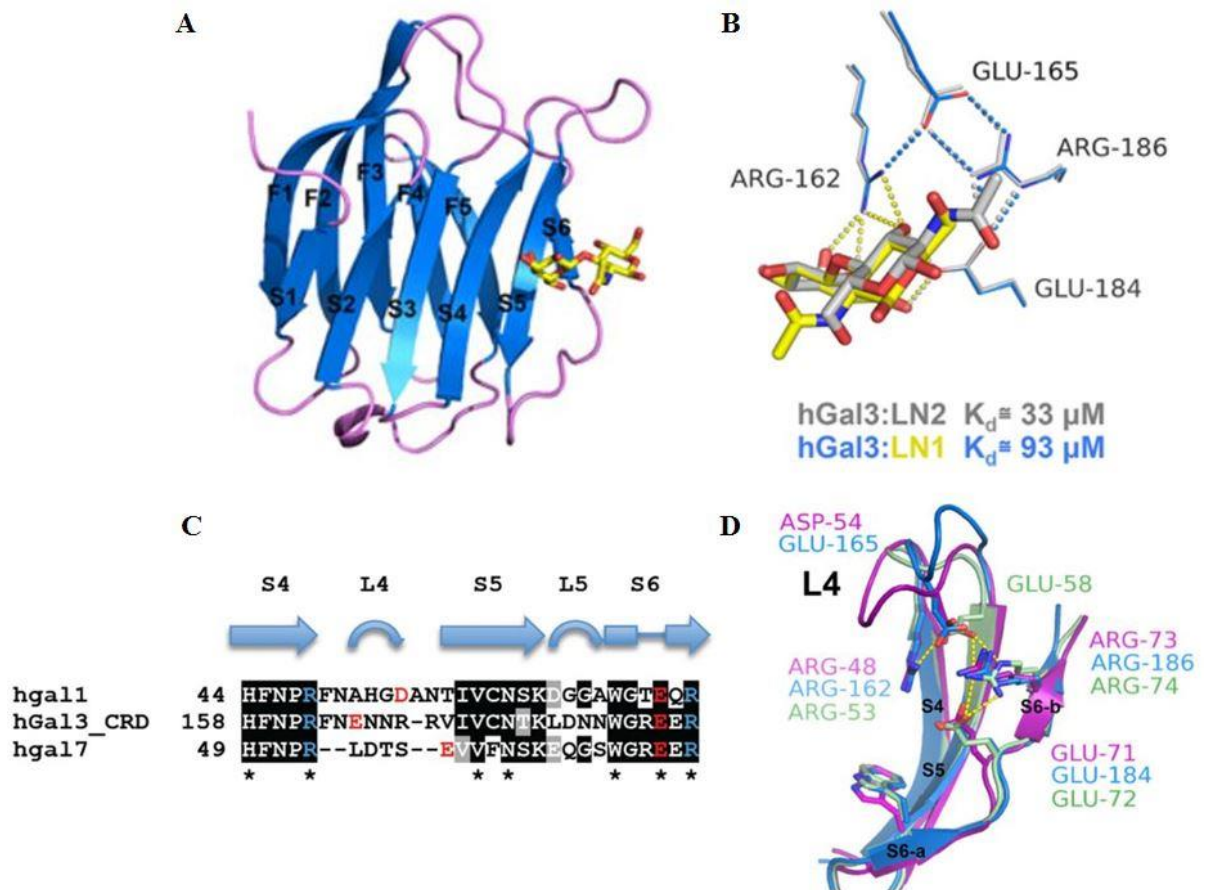 A
F1
F2
F3
F4
F5
S6
S1
S2
S3
S4
S5
B
GLU-165
ARG-186
ARG-162
GLU-184
hGal3:LN2 Kd≅ 33 µM
hGal3:LN1 Kd≅ 93 µM
C
S4 L4 S5 L5 S6
hgal1 44 HFNPRFNAHGDANTIVCNSKDGGAWGTEQR
hGal3_CRD 158 HFNPRFNENNR-RVIVCNTKLDNNWGREER
hgal7 49 HFNPR--LDTS--EVVFNSKEQGSWGREER
* * * * * * *
D
ASP-54
GLU-165
L4
GLU-58
ARG-73
ARG-186
ARG-74
ARG-48
ARG-162
ARG-53
S4
S6-b
GLU-71
GLU-184
GLU-72
S5
S6-a